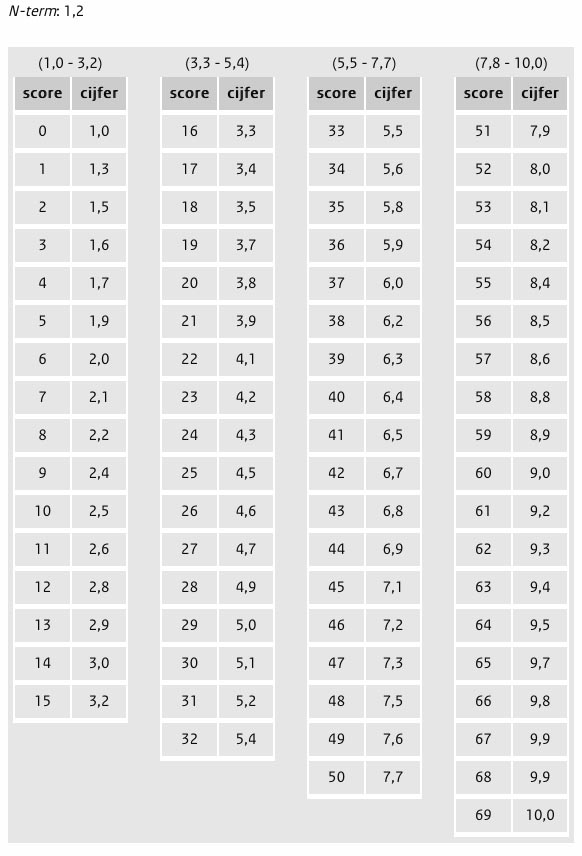 N-term: 1,2
(1,0 - 3,2) (3,3 - 5,4) (5,5 - 7,7) (7,8 - 10,0)
score cijfer score cijfer score cijfer score cijfer
0 1,0 16 3,3 33 5,5 51 7,9
1 1,3 17 3,4 34 5,6 52 8,0
2 1,5 18 3,5 35 5,8 53 8,1
3 1,6 19 3,7 36 5,9 54 8,2
4 1,7 20 3,8 37 6,0 55 8,4
5 1,9 21 3,9 38 6,2 56 8,5
6 2,0 22 4,1 39 6,3 57 8,6
7 2,1 23 4,2 40 6,4 58 8,8
8 2,2 24 4,3 41 6,5 59 8,9
9 2,4 25 4,5 42 6,7 60 9,0
10 2,5 26 4,6 43 6,8 61 9,2
11 2,6 27 4,7 44 6,9 62 9,3
12 2,8 28 4,9 45 7,1 63 9,4
13 2,9 29 5,0 46 7,2 64 9,5
14 3,0 30 5,1 47 7,3 65 9,7
15 3,2 31 5,2 48 7,5 66 9,8
32 5,4 49 7,6 67 9,9
50 7,7 68 9,9
69 10,0